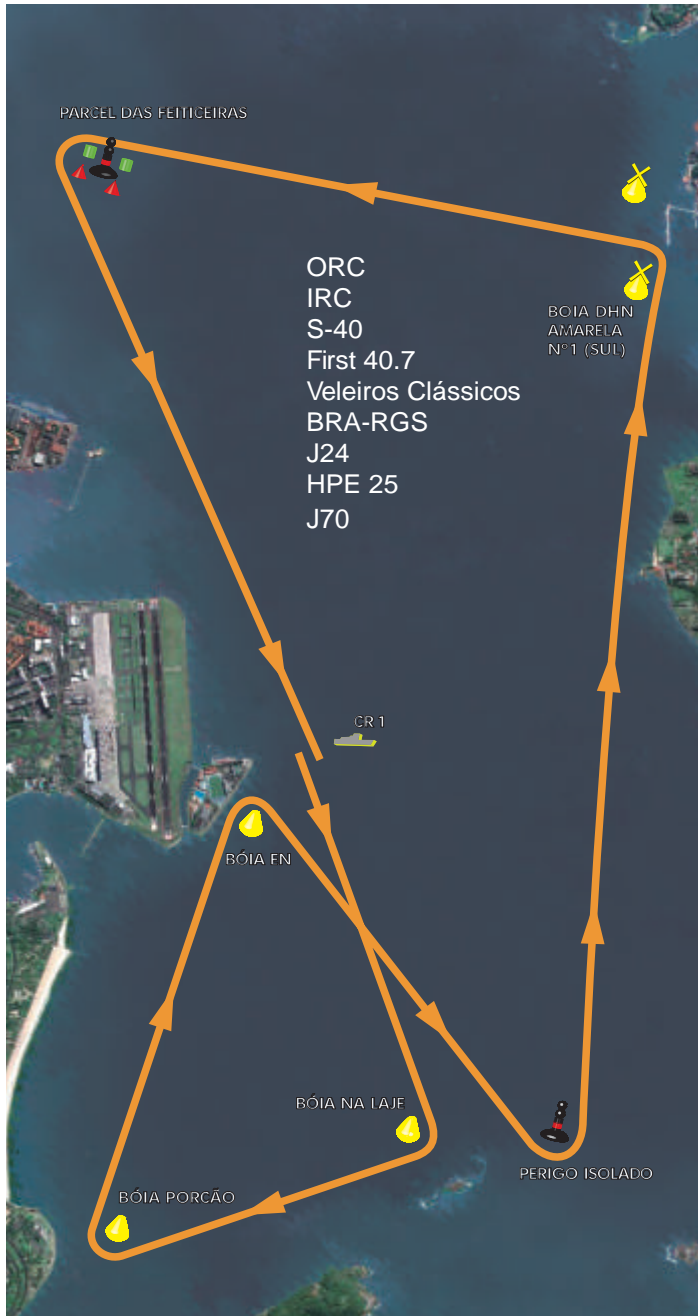 PARCEL DAS FEITICEIRAS
ORC
IRC
S-40
First 40.7
Veleiros Clássicos
BRA-RGS
J24
HPE 25
J70
BOIA DHN
AMARELA
Nº1 (SUL)
CR 1
BÓIA EN
BÓIA NA LAJE
PERIGO ISOLADO
BÓIA PORCÃO